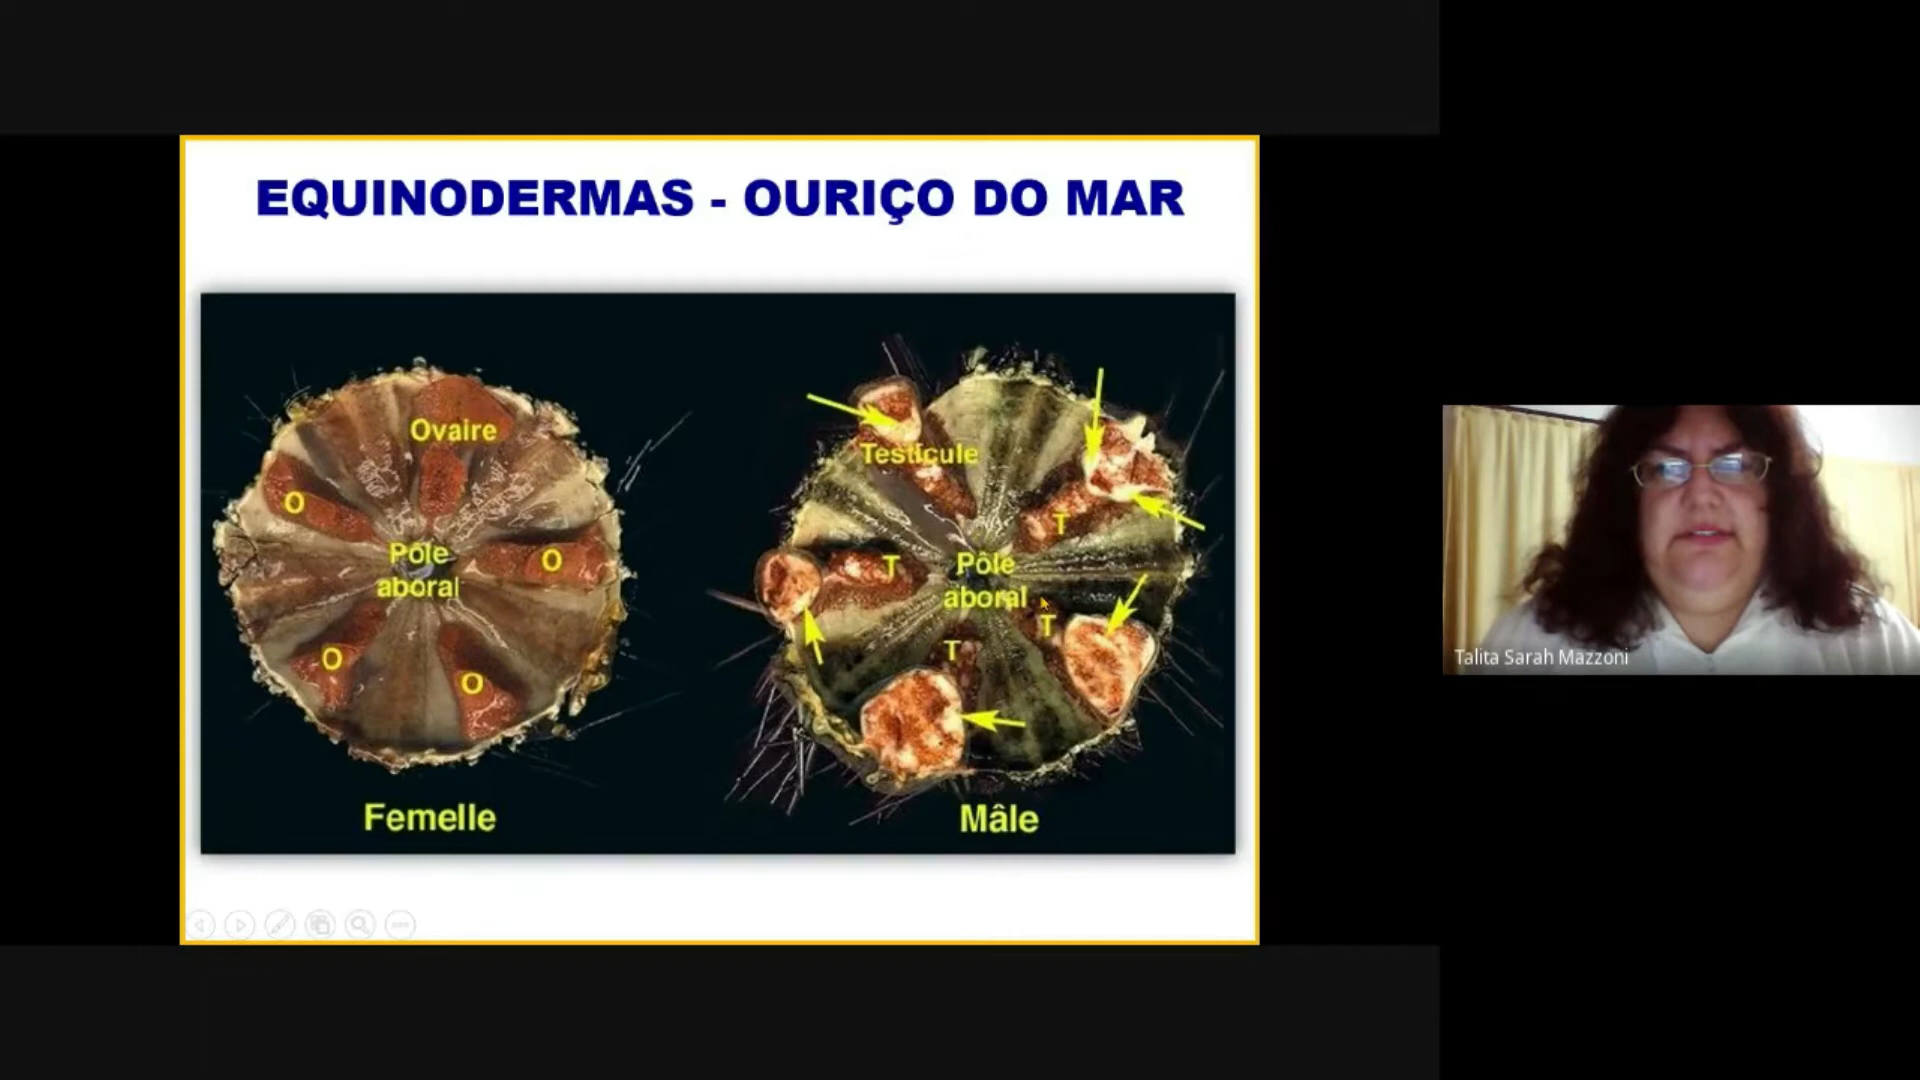 EQUINODERMAS - OURIÇO DO MAR
Ovaire
O
O
Pôle
aboral
O
O
Femelle
Testicule
T
T
Pôle
aboral
T
T
Mâle
Talita Sarah Mazzoni